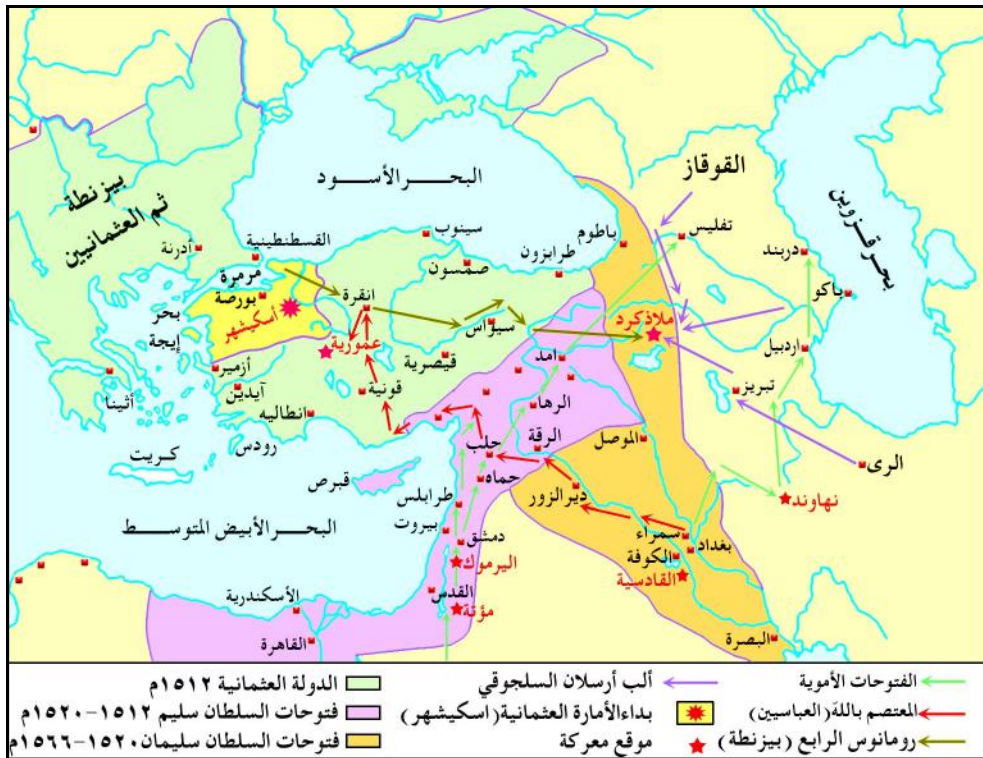 القوقاز
البحر الأسود
بحر قزوين
بيزنطة
ثم العثمانيين
تفليس
باطوم
دربند
سينوب
القسطنطينية
أدرنة
طرابزون
صمسون
باكو
مرمرة
بورصة
أسكيشهر
انقرة
سيواس
ملاذكرد
بحر
إيجة
عمورية
قيصرية
اردبيل
امد
تبريز
أزمير
آيدين
قونية
أثينا
انطاليه
الرها
رودس
حلب
الرقة
الموصل
الرى
كريت
قبرص
حماه
ديرالزور
نهاوند
طرابلس
البحر الأبيض المتوسط
بيروت
دمشق
سمراء
بغداد
اليرموك
الكوفة
القدس
القادسية
مؤتة
الأسكندرية
القاهرة
البصرة
الفتوحات الأموية
ألب أرسلان السلجوقي
الدولة العثمانية ١٥١٢م
المعتصم بالله (العباسيين)
بداءالأمارة العثمانية (اسكيشهر)
فتوحات السلطان سليم ١٥١٢-١٥٢٠م
رومانوس الرابع (بيزنطة)
موقع معركة
فتوحات السلطان سليمان ١٥٢٠-١٥٦٦م